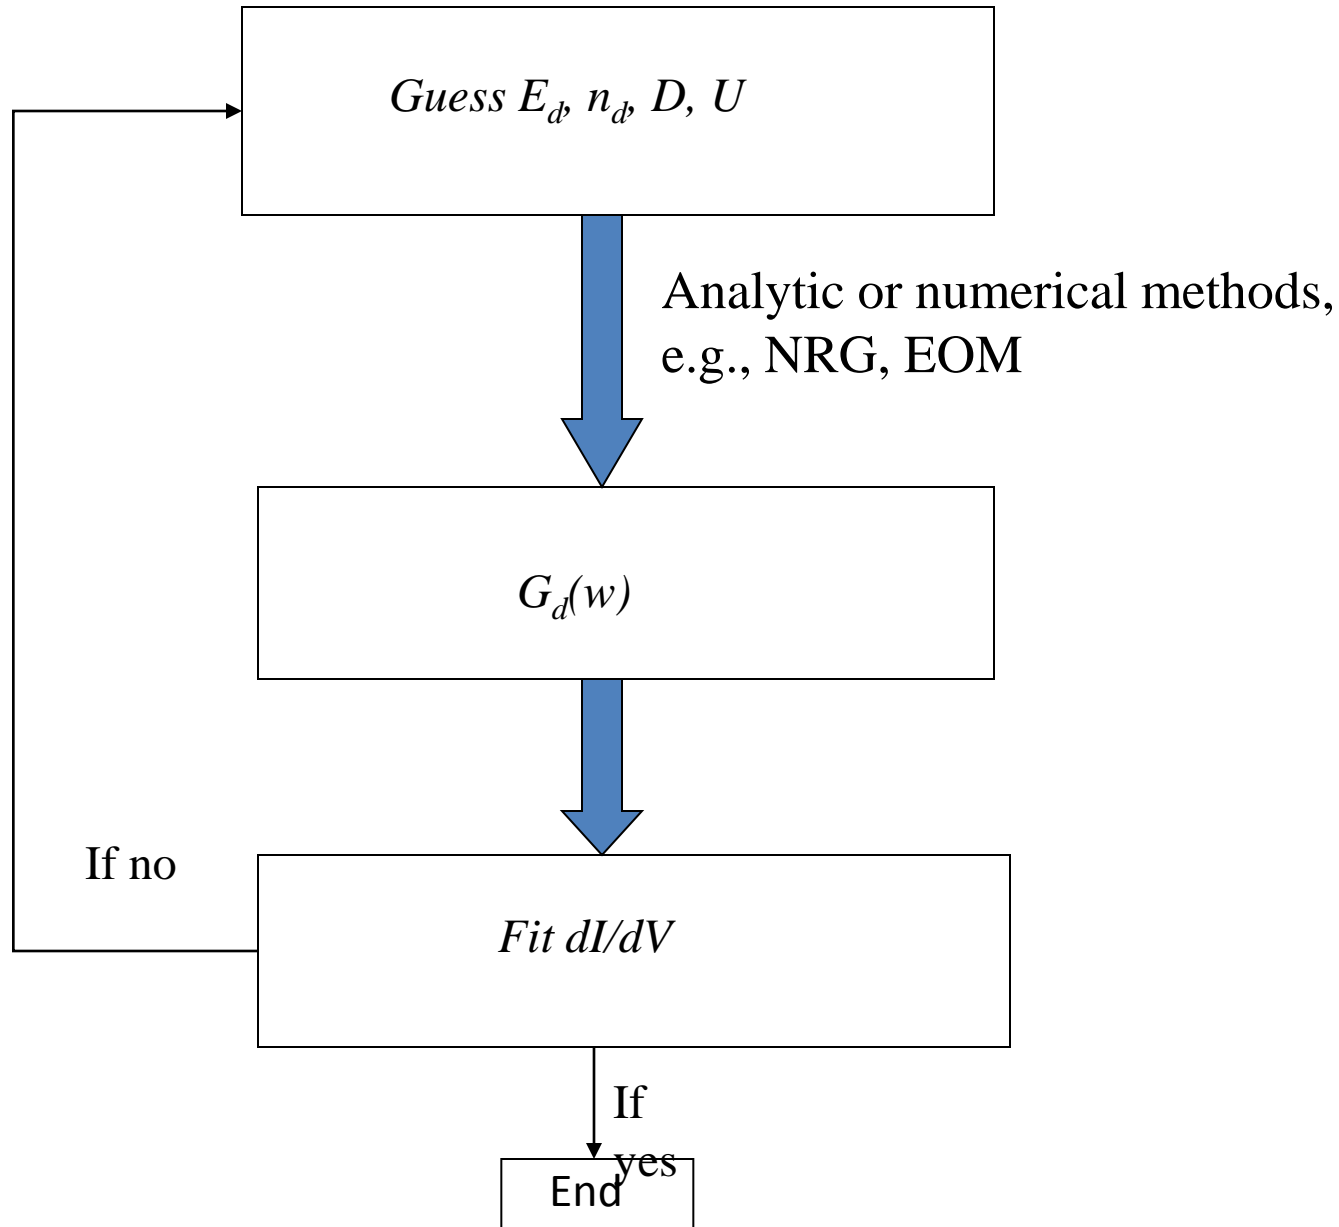 Guess E_d, n_d, D, U
Analytic or numerical methods,
e.g., NRG, EOM
G_d(w)
If no
Fit dI/dV
If
yes
End